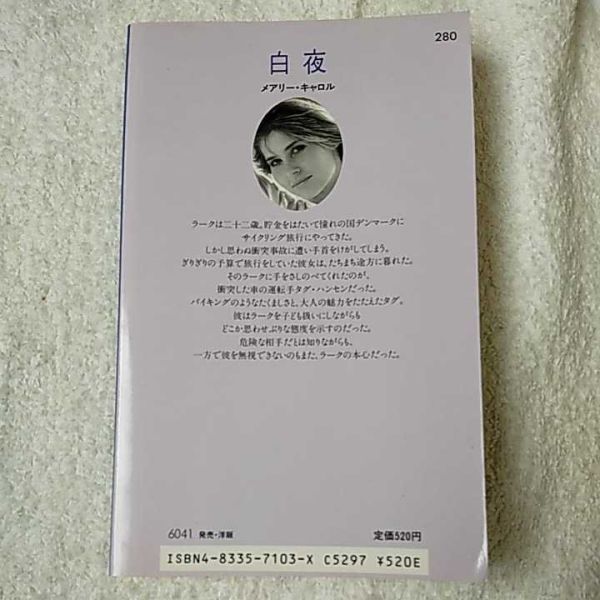 280
白夜
メアリー・キャロル
ラークは二十二歳。貯金をはたいて憧れの国デンマークに
サイクリング旅行にやってきた。
しかし思わぬ衝突事故に遭い手首をけがしてしまう。
ぎりぎりの予算で旅行をしていた彼女は、たちまち途方に暮れた。
そのラークに手をさしのべてくれたのが、
衝突した車の運転手タグ・ハンセンだった。
バイキングのようなたくましさと、大人の魅力をたたえたタグ。
彼はラークを子ども扱いにしながらも
どこか思わせぶりな態度を示すのだった。
危険な相手だとは知りながらも、
一方で彼を無視できないのもまた、ラークの本心だった。
6041 発売・洋販
定価520円
ISBN4-8335-7103-X C5297 ¥520E